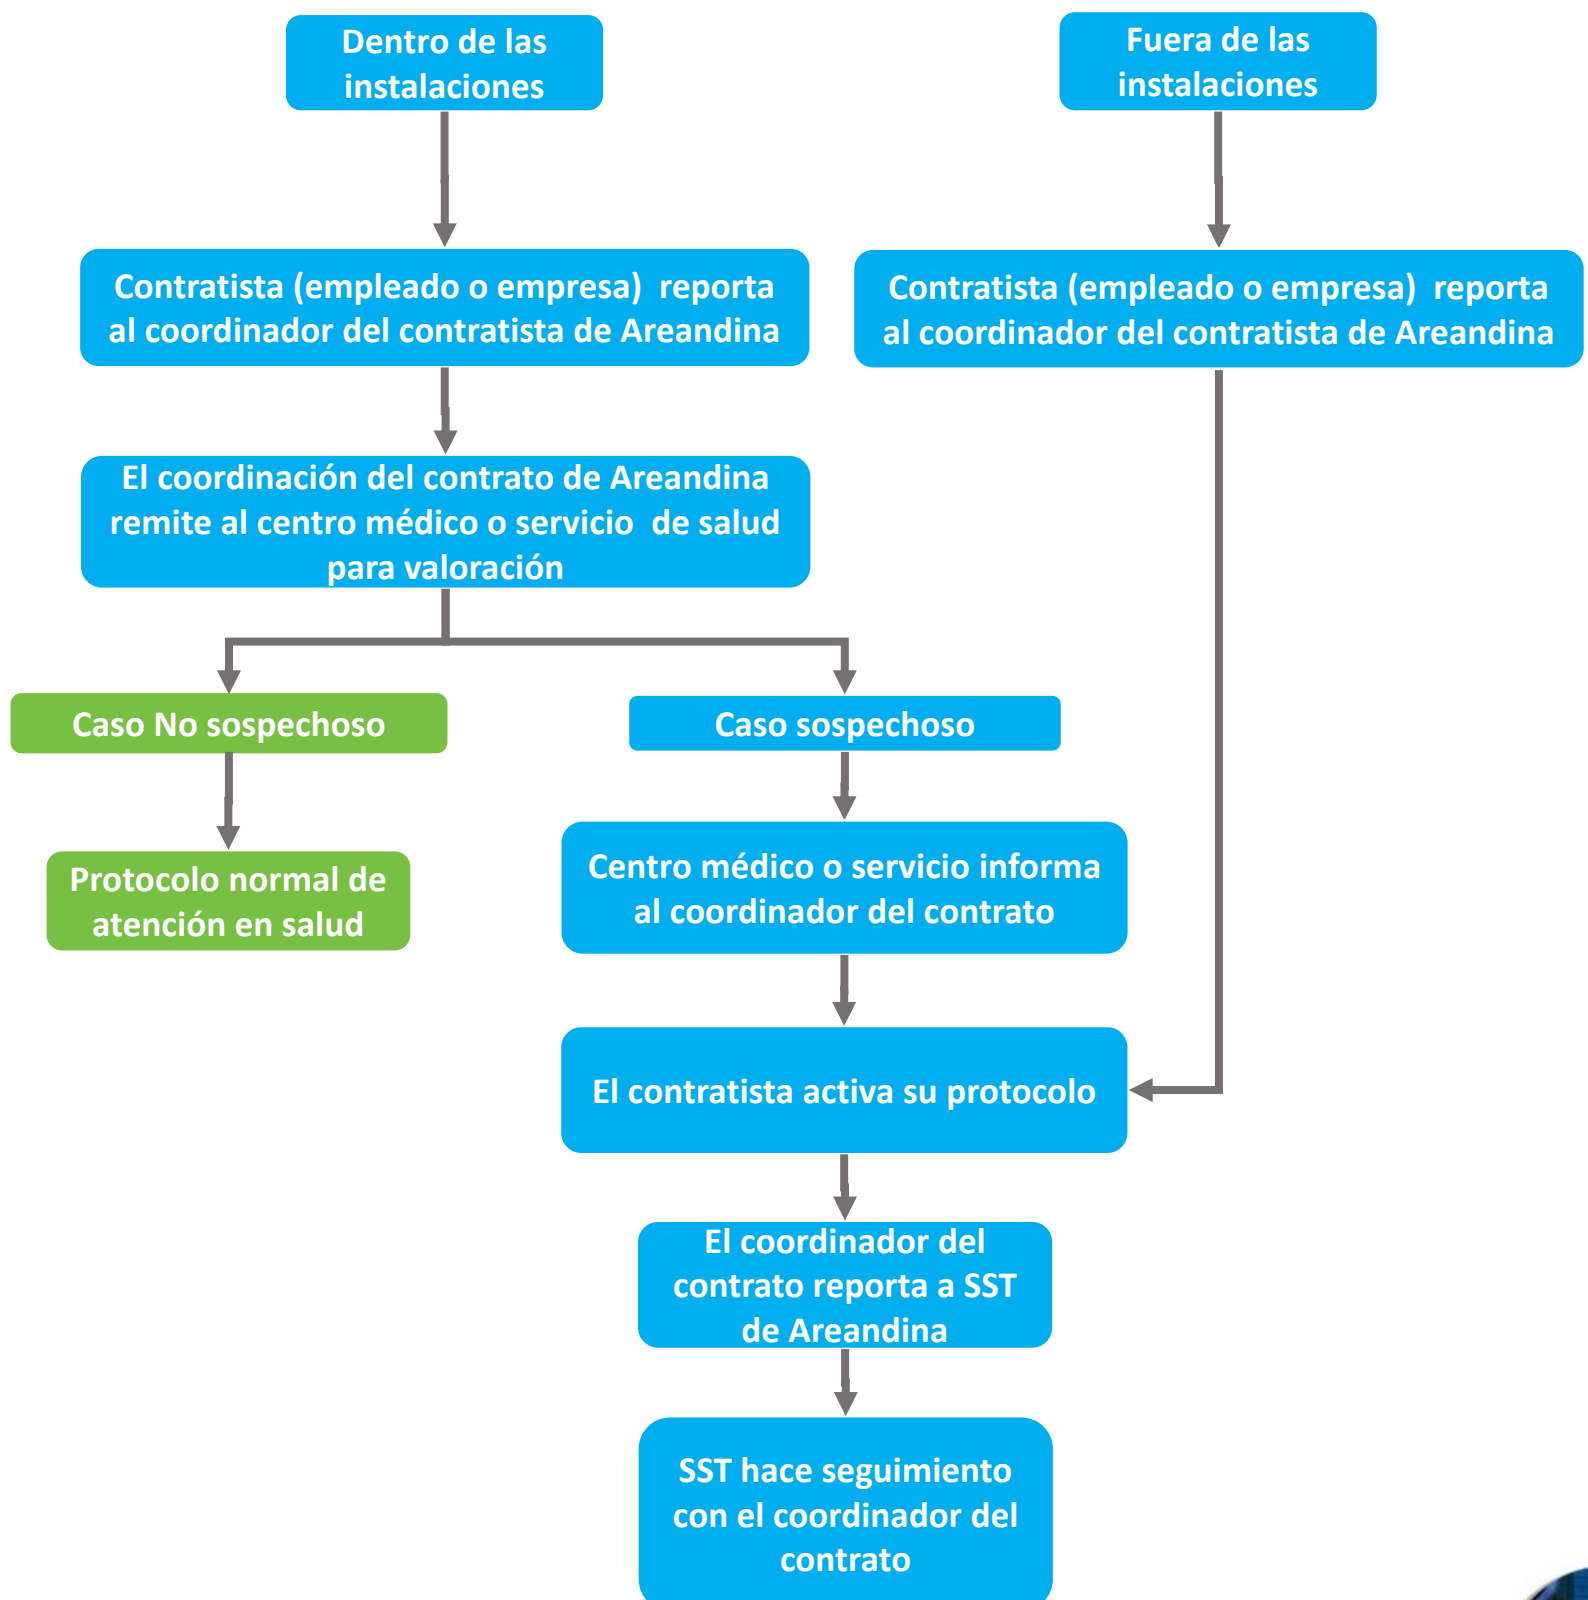 Dentro de las
instalaciones
Fuera de las
instalaciones
Contratista (empleado o empresa)  reporta
al coordinador del contratista de Areandina
Contratista (empleado o empresa)  reporta
al coordinador del contratista de Areandina
El coordinación del contrato de Areandina
remite al centro médico o servicio  de salud
para valoración
Caso No sospechoso
Caso sospechoso
Protocolo normal de
atención en salud
Centro médico o servicio informa
al coordinador del contrato
El contratista activa su protocolo
El coordinador del
contrato reporta a SST
de Areandina
SST hace seguimiento
con el coordinador del
contrato